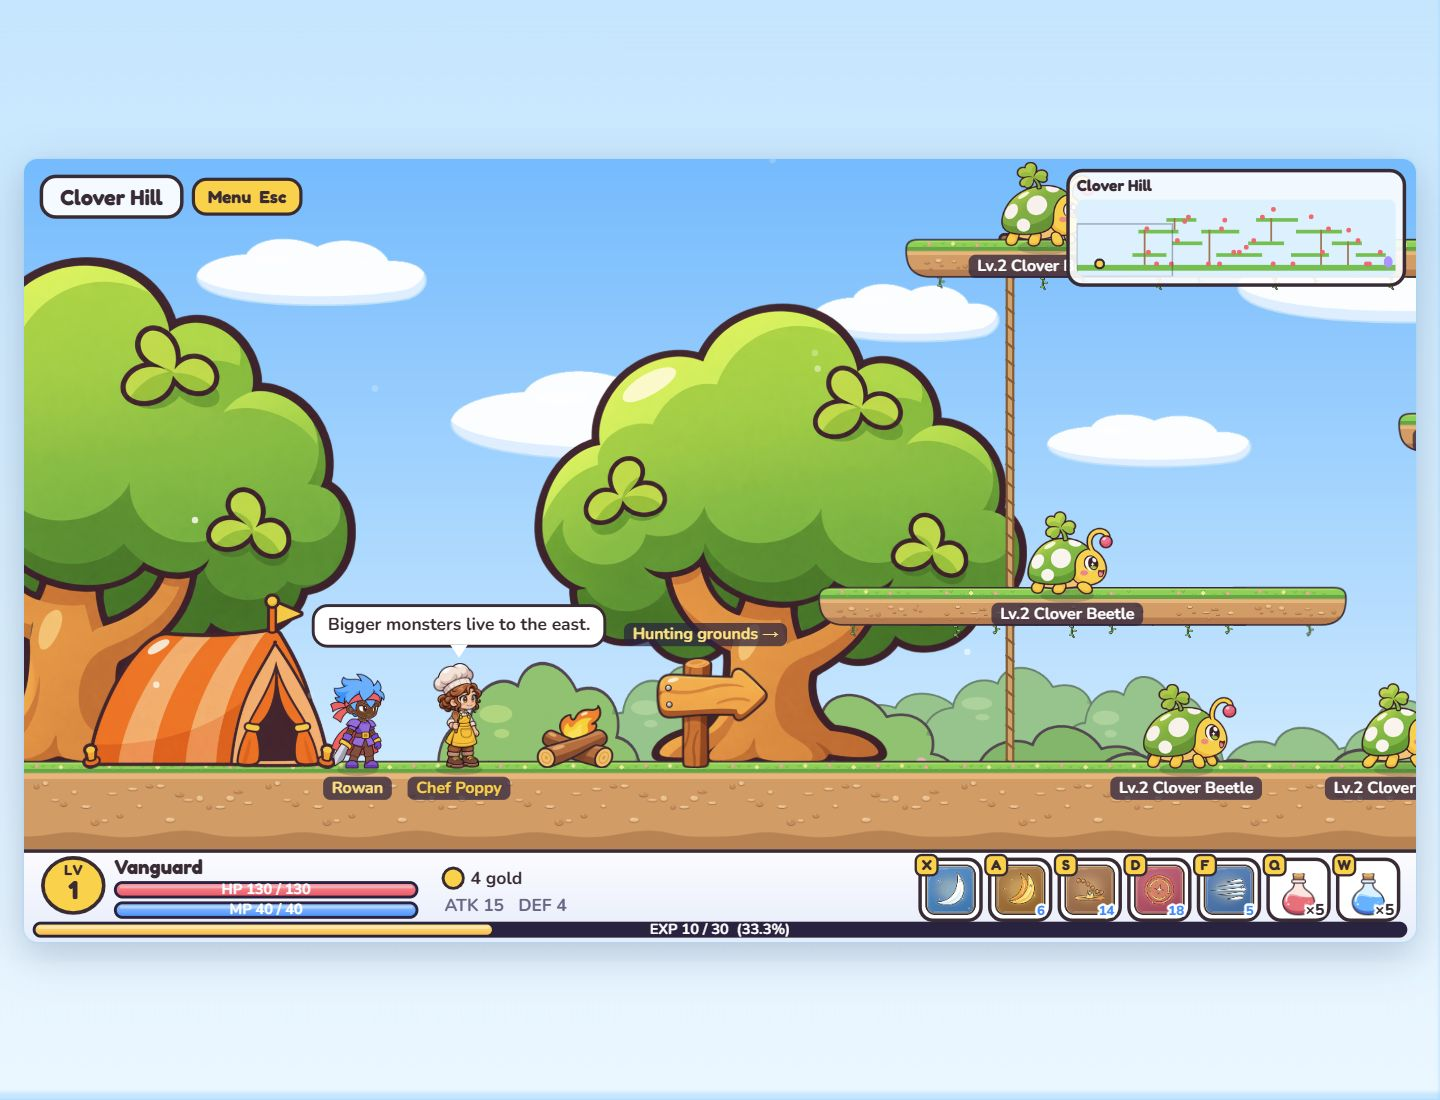 Clover Hill
Menu Esc
Clover Hill
Lv.2 Clover
Bigger monsters live to the east.
Hunting grounds →
Lv.2 Clover Beetle
Rowan
Chef Poppy
Lv.2 Clover Beetle
Lv.2 Clover
LV
1
Vanguard
HP 130 / 130
MP 40 / 40
4 gold
ATK 15 DEF 4
X
A
S
D
F
Q
W
6
14
18
5
×5
×5
EXP 10 / 30 (33.3%)